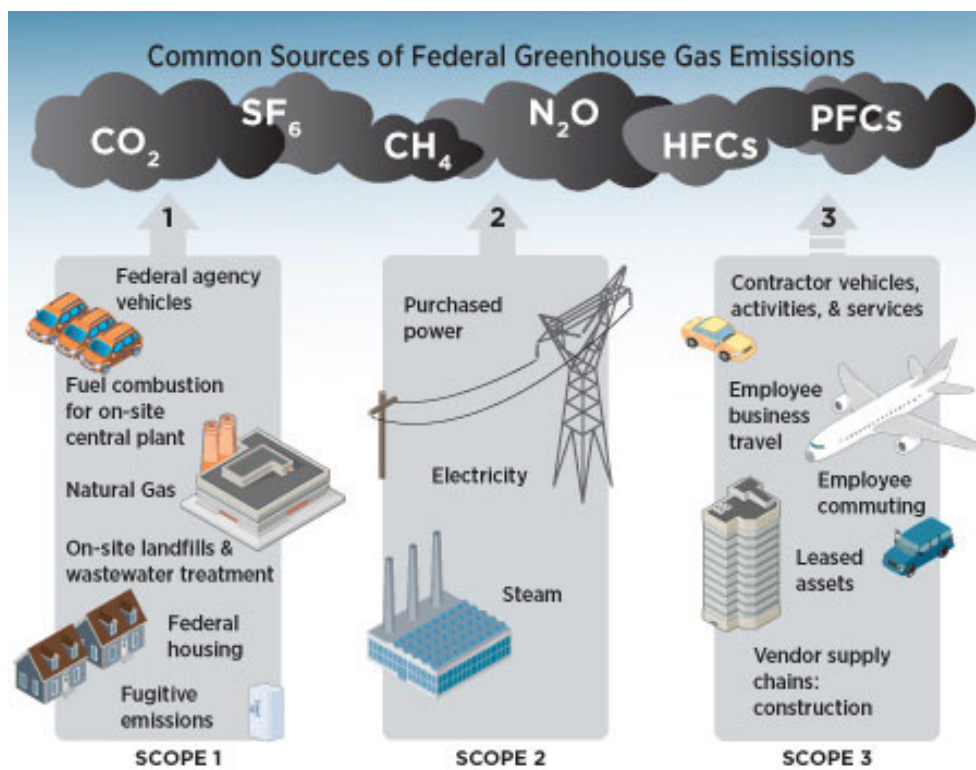 Common Sources of Federal Greenhouse Gas Emissions
CO₂
SF₆
CH₄
N₂O
HFCs
PFCs
1
Federal agency
vehicles
Fuel combustion
for on-site
central plant
Natural Gas
On-site landfills &
wastewater treatment
Federal
housing
Fugitive
emissions
SCOPE 1
2
Purchased
power
Electricity
Steam
SCOPE 2
3
Contractor vehicles,
activities, & services
Employee
business
travel
Employee
commuting
Leased
assets
Vendor supply
chains:
construction
SCOPE 3